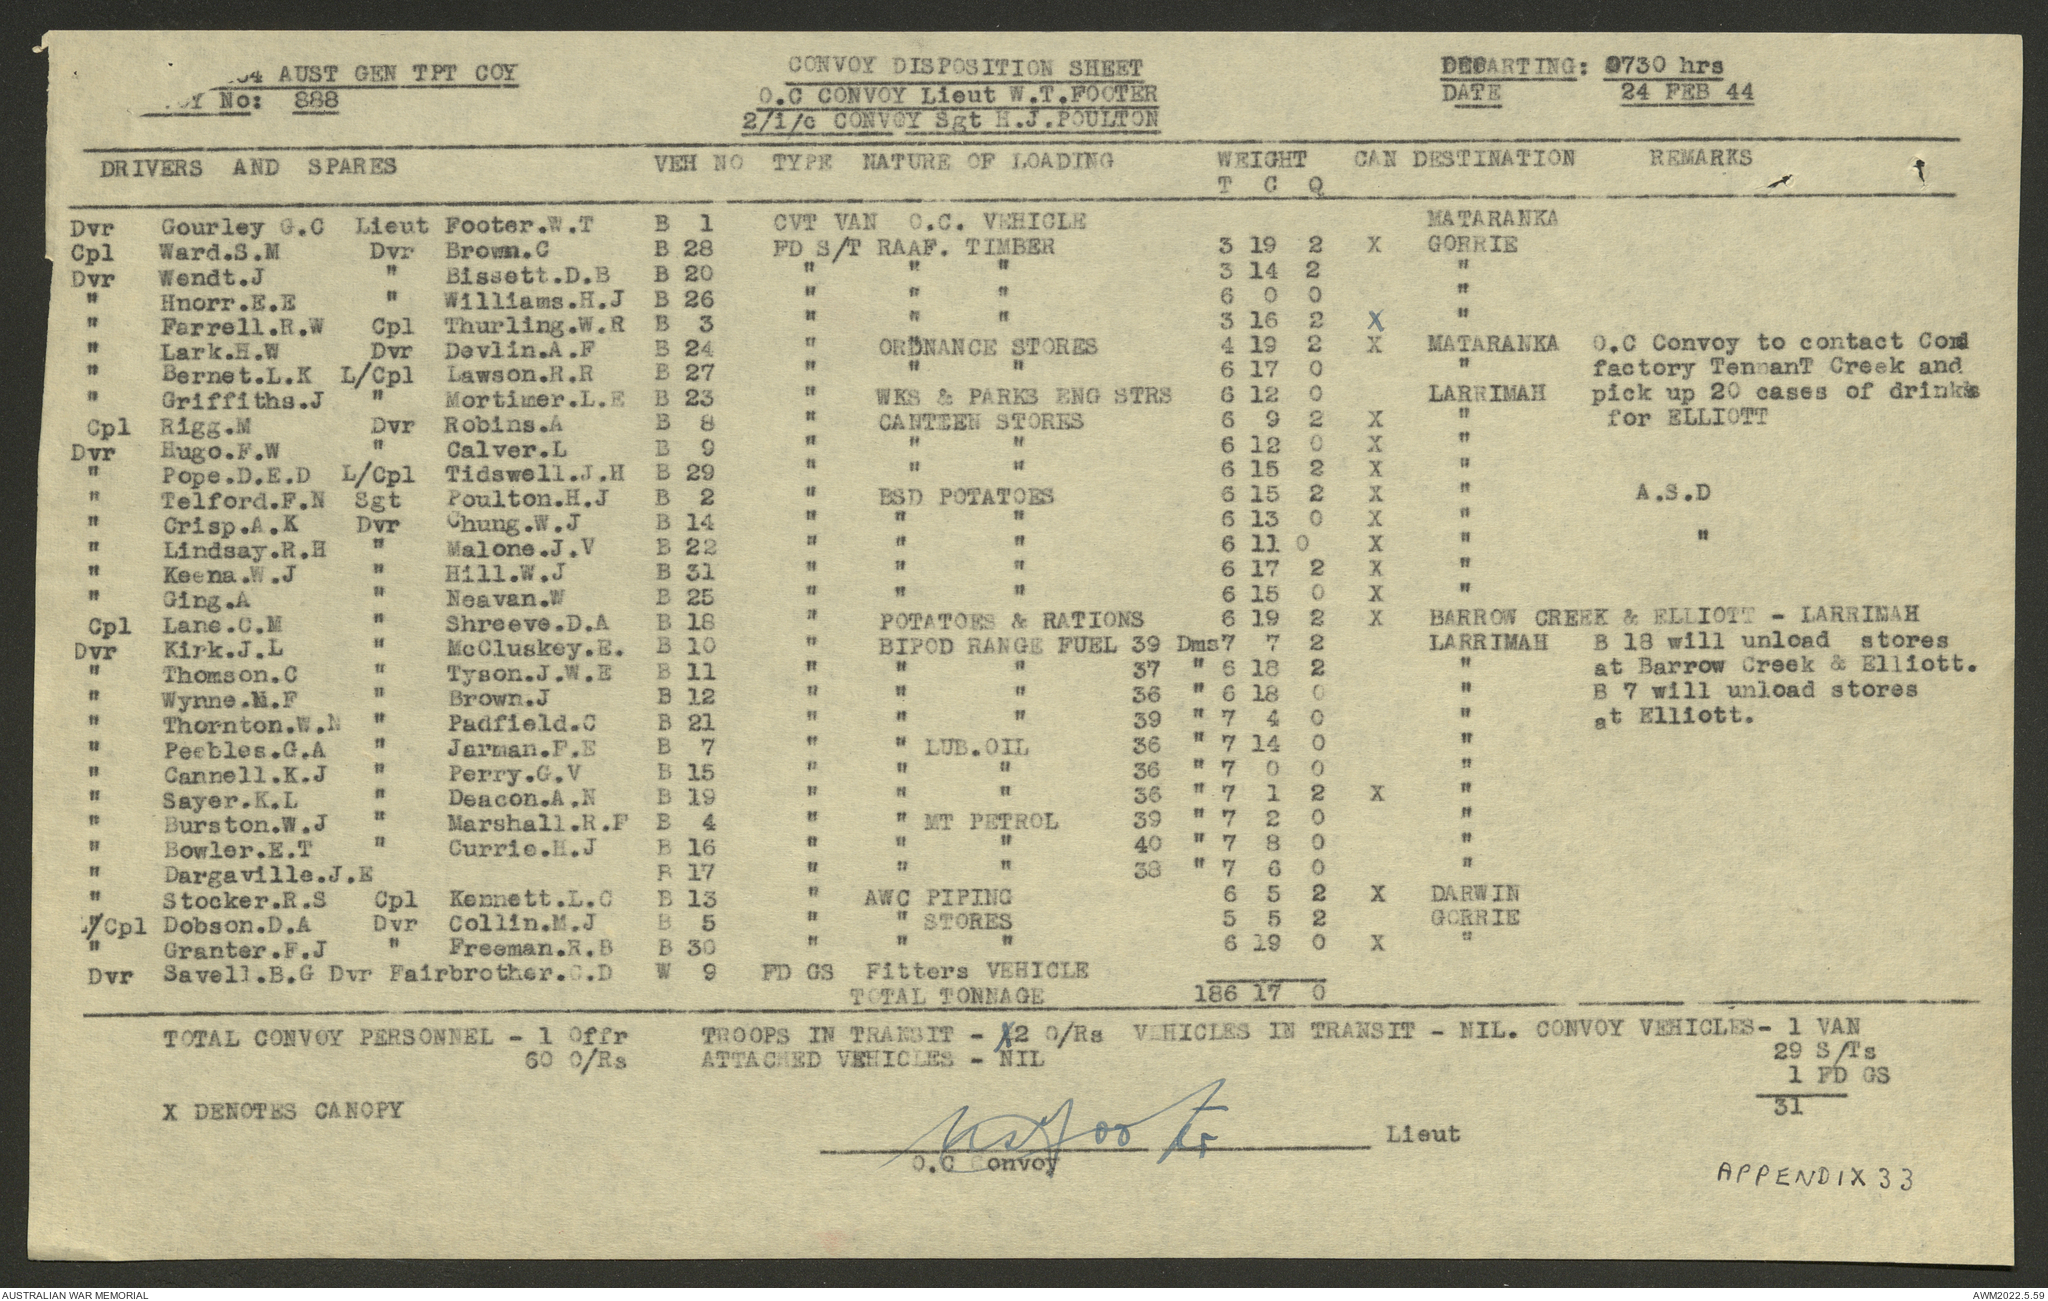 54 AUST GEN TPT COY CONVOY DISPOSITION SHEET DEPARTING: 0730 hrs
No: 888 O.C CONVOY Lieut W.T.FOOTER DATE 24 FEB 44
2/i/c CONVOY Sgt H.J.POULTON
DRIVERS AND SPARES VEH NO TYPE NATURE OF LOADING WEIGHT CAN DESTINATION REMARKS
T C Q
Dvr Gourley G.C Lieut Footer.W.T B 1 CVT VAN O.C. VEHICLE MATARANKA
Cpl Ward.S.M Dvr Brown.C B 28 FD S/T RAAF. TIMBER 3 19 2 X GORRIE
Dvr Wendt.J " Bissett.D.B B 20 " " " 3 14 2 "
" Hnorr.E.E " Williams.H.J B 26 " " " 6 0 0 "
" Farrell.R.W Cpl Thurling.W.R B 3 " " " 3 16 2 X "
" Lark.H.W Dvr Devlin.A.F B 24 " ORDNANCE STORES 4 19 2 X MATARANKA O.C Convoy to contact Cord
" Bernet.L.K L/Cpl Lawson.R.R B 27 " " " 6 17 0 " factory TennanT Creek and
" Griffiths.J " Mortimer.L.E B 23 " WKS & PARKS ENG STRS 6 12 0 LARRIMAH pick up 20 cases of drinks
Cpl Rigg.M Dvr Robins.A B 8 " CANTEEN STORES 6 9 2 X " for ELLIOTT
Dvr Hugo.F.W " Calver.L B 9 " " " 6 12 0 X "
" Pope.D.E.D L/Cpl Tidswell.J.H B 29 " " " 6 15 2 X "
" Telford.F.N Sgt Poulton.H.J B 2 " BSD POTATOES 6 15 2 X " A.S.D
" Crisp.A.K Dvr Chung.W.J B 14 " " " 6 13 0 X "
" Lindsay.R.H " Malone.J.V B 22 " " " 6 11 0 X " "
" Keena.W.J " Hill.W.J B 31 " " " 6 17 2 X "
" Ging.A " Neavan.W B 25 " " " 6 15 0 X "
Cpl Lane.C.M " Shreeve.D.A B 18 " POTATOES & RATIONS 6 19 2 X BARROW CREEK & ELLIOTT - LARRIMAH
Dvr Kirk.J.L " McCluskey.E. B 10 " BIPOD RANGE FUEL 39 Dms 7 7 2 LARRIMAH B 18 will unload stores
" Thomson.C " Tyson.J.W.E B 11 " " " 37 " 6 18 2 " at Barrow Creek & Elliott.
" Wynne.M.F " Brown.J B 12 " " " 36 " 6 18 0 " B 7 will unload stores
" Thornton.W.N " Padfield.C B 21 " " " 39 " 7 4 0 " at Elliott.
" Peebles.G.A " Jarman.F.E B 7 " " LUB.OIL 36 " 7 14 0 "
" Cannell.K.J " Perry.G.V B 15 " " " 36 " 7 0 0 "
" Sayer.K.L " Deacon.A.N B 19 " " " 36 " 7 1 2 X "
" Burston.W.J " Marshall.R.F B 4 " " MT PETROL 39 " 7 2 0 "
" Bowler.E.T " Currie.H.J B 16 " " " 40 " 7 8 0 "
" Dargaville.J.E B 17 " " " 38 " 7 6 0 "
" Stocker.R.S Cpl Kennett.L.C B 13 " AWC PIPING 6 5 2 X DARWIN
L/Cpl Dobson.D.A Dvr Collin.M.J B 5 " " STORES 5 5 2 GORRIE
" Granter.F.J " Freeman.R.B B 30 " " " 6 19 0 X "
Dvr Savell.B.G Dvr Fairbrother.C.D W 9 FD GS Fitters VEHICLE
TOTAL TONNAGE 186 17 0
TOTAL CONVOY PERSONNEL - 1 Offr TROOPS IN TRANSIT - 2 O/Rs VEHICLES IN TRANSIT - NIL. CONVOY VEHICLES- 1 VAN
60 O/Rs ATTACHED VEHICLES - NIL 29 S/Ts
1 FD GS
31
X DENOTES CANOPY
Lieut
O.C Convoy
APPENDIX 33
AUSTRALIAN WAR MEMORIAL AWM2022.5.59